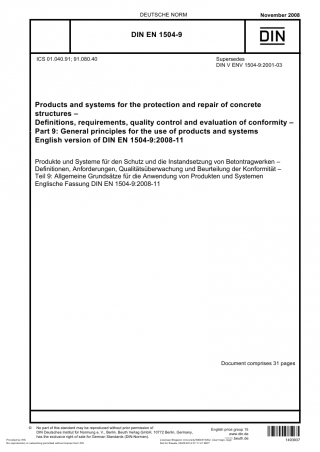 DEUTSCHE NORM
November 2008
DIN EN 1504-9
DIN
ICS 01.040.91; 91.080.40
Supersedes
DIN V ENV 1504-9:2001-03
Products and systems for the protection and repair of concrete
structures –
Definitions, requirements, quality control and evaluation of conformity –
Part 9: General principles for the use of products and systems
English version of DIN EN 1504-9:2008-11
Produkte und Systeme für den Schutz und die Instandsetzung von Betontragwerken –
Definitionen, Anforderungen, Qualitätsüberwachung und Beurteilung der Konformität –
Teil 9: Allgemeine Grundsätze für die Anwendung von Produkten und Systemen
Englische Fassung DIN EN 1504-9:2008-11
Document comprises 31 pages
© No part of this standard may be reproduced without prior permission of
DIN Deutsches Institut für Normung e. V., Berlin. Beuth Verlag GmbH, 10772 Berlin, Germany,
has the exclusive right of sale for German Standards (DIN-Normen).
English price group 15
www.din.de
www.beuth.de